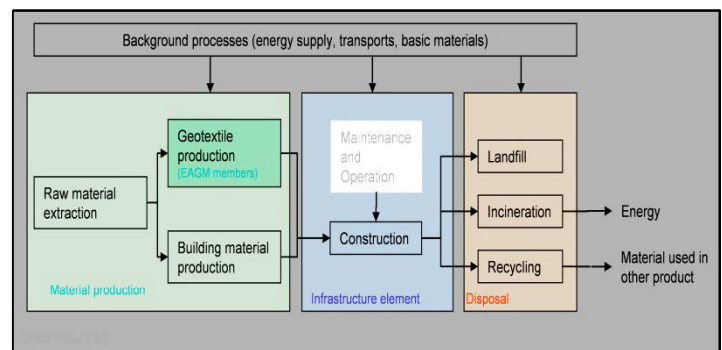 Background processes (energy supply, transports, basic materials)
Geotextile
production
(EAGM members)
Raw material
extraction
Building material
production
Material production
Maintenance
and
Operation
Construction
Infrastructure element
Landfill
Incineration
Recycling
Disposal
Energy
Material used in
other product